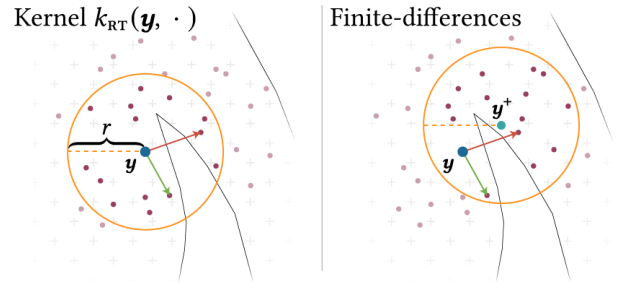 Kernel k_RT(y, ·)
r
y
Finite-differences
y⁺
y